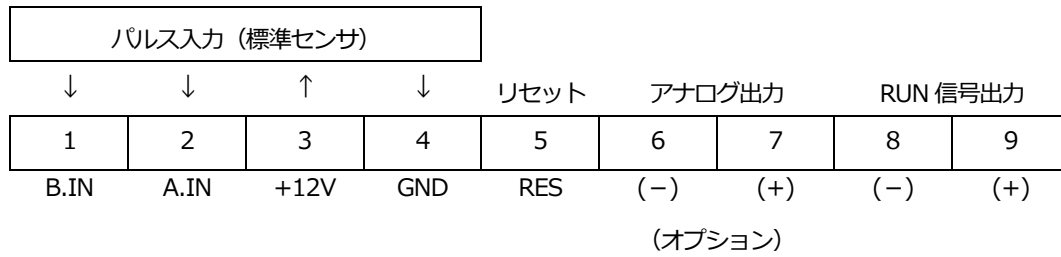 パルス入力（標準センサ）
↓ ↓ ↑ ↓ リセット アナログ出力 RUN 信号出力
1 2 3 4 5 6 7 8 9
B.IN A.IN +12V GND RES (－) (+) (－) (+)
（オプション）